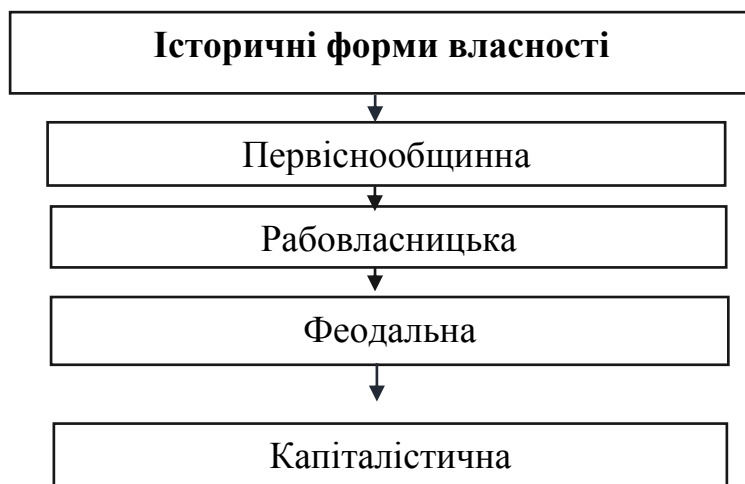 Історичні форми власності
Первіснообщинна
Рабовласницька
Феодальна
Капіталістична